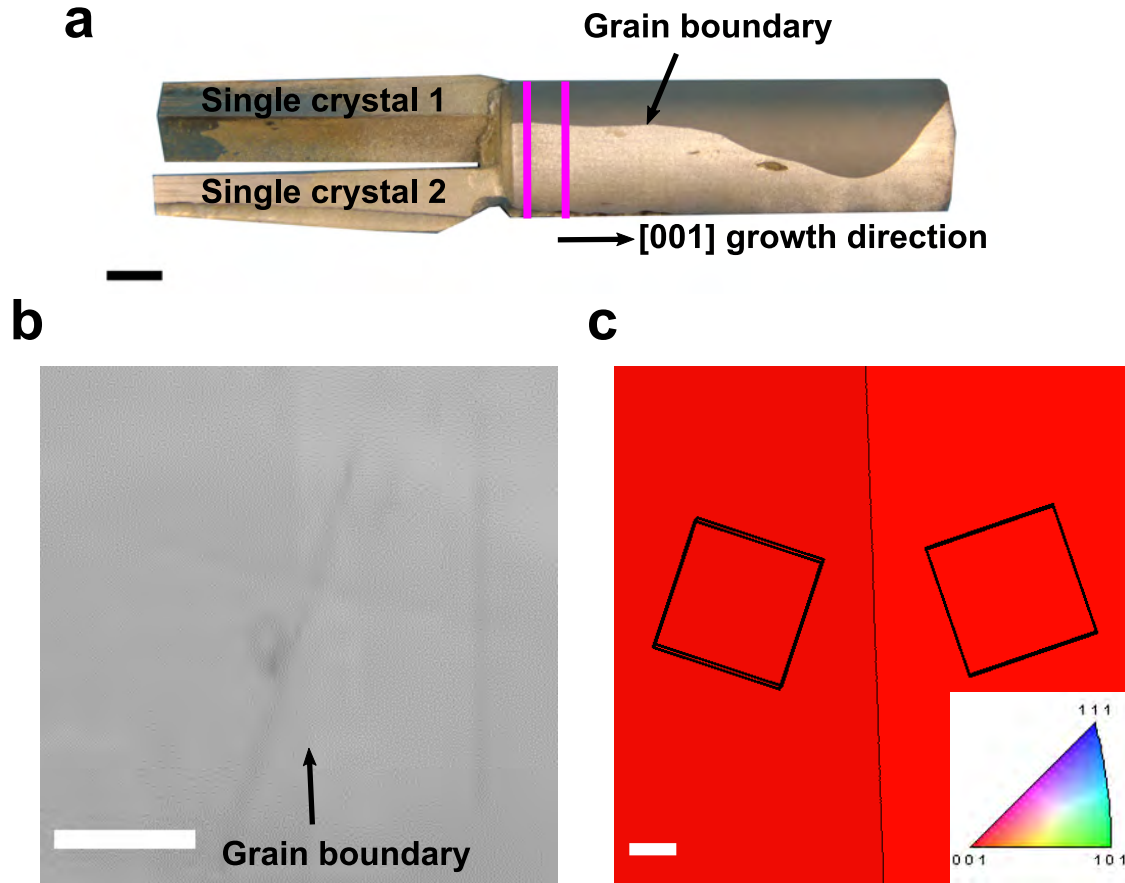 a
Grain boundary
Single crystal 1
Single crystal 2
[001] growth direction
b
Grain boundary
c
111
001
101